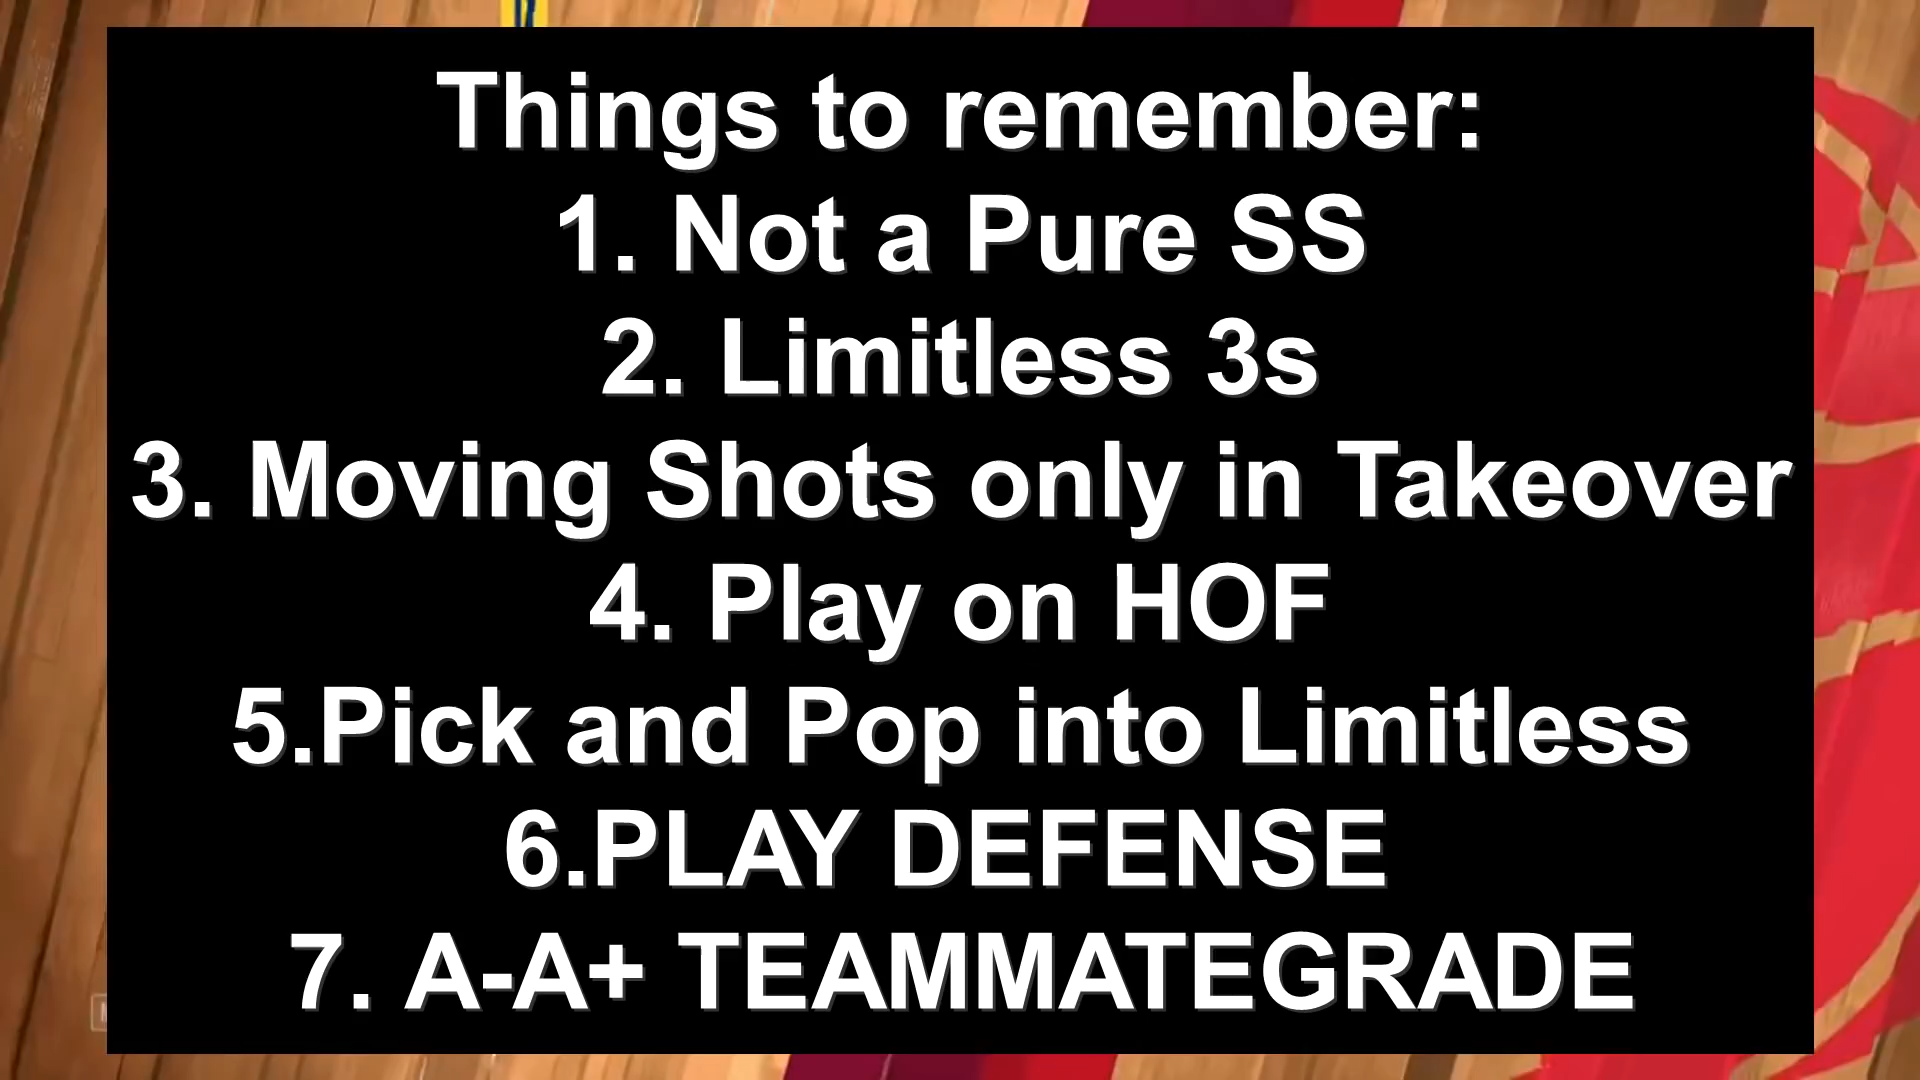 Things to remember:
1. Not a Pure SS
2. Limitless 3s
3. Moving Shots only in Takeover
4. Play on HOF
5.Pick and Pop into Limitless
6.PLAY DEFENSE
7. A-A+ TEAMMATEGRADE